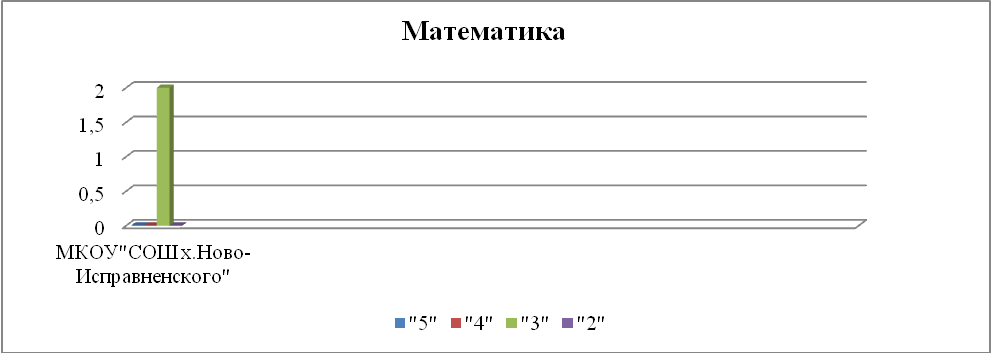 Математика
2
1,5
1
0,5
0
МКОУ"СОШ х.Ново-
Исправненского"
"5" "4" "3" "2"